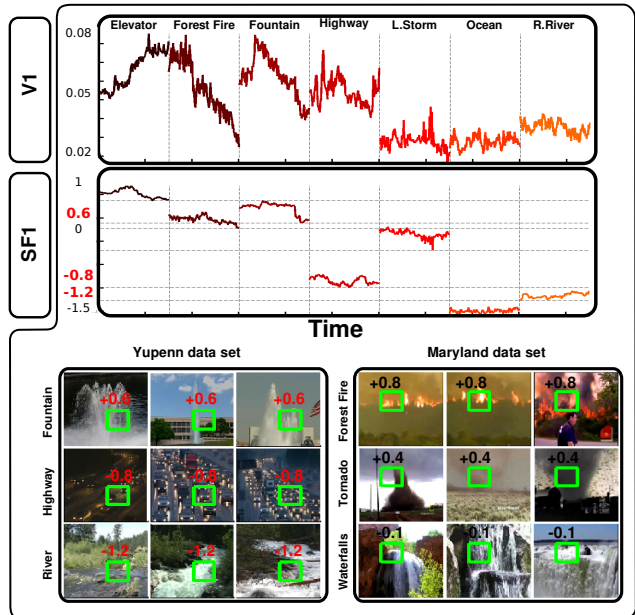 Elevator Forest Fire Fountain Highway L.Storm Ocean R.River
V1
0.08
0.05
0.02
SF1
1
0.6
0
-0.8
-1.2
-1.5
Time
Yupenn data set
Maryland data set
Fountain
+0.6 +0.6 +0.6
Highway
-0.8 -0.8 -0.8
River
-1.2 -1.2 -1.2
Forest Fire
+0.8 +0.8 +0.8
Tornado
+0.4 +0.4 +0.4
Waterfalls
-0.1 -0.1 -0.1